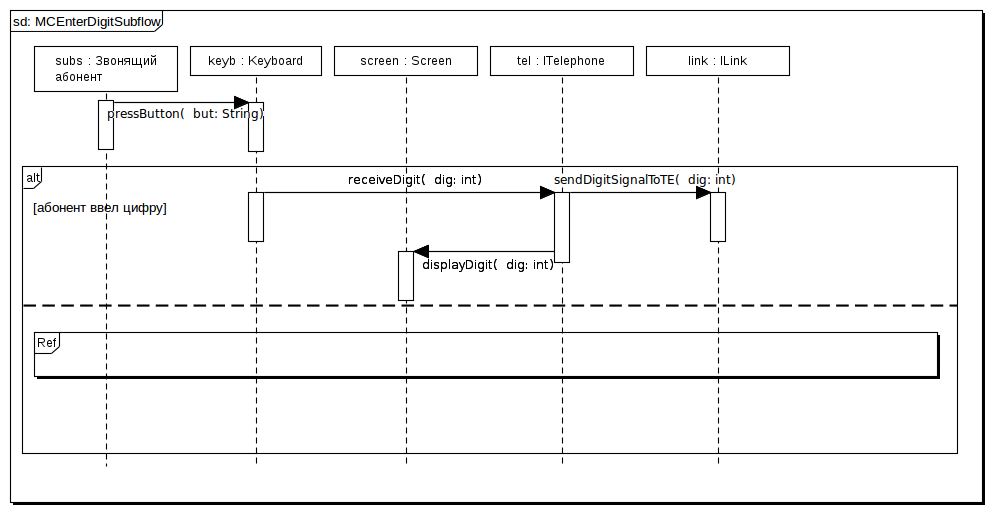 sd: MCEnterDigitSubflow
subs : Звонящий
абонент
keyb : Keyboard
screen : Screen
tel : ITelephone
link : ILink
pressButton( but: String)
alt
receiveDigit( dig: int)
sendDigitSignalToTE( dig: int)
[абонент ввел цифру]
displayDigit( dig: int)
Ref